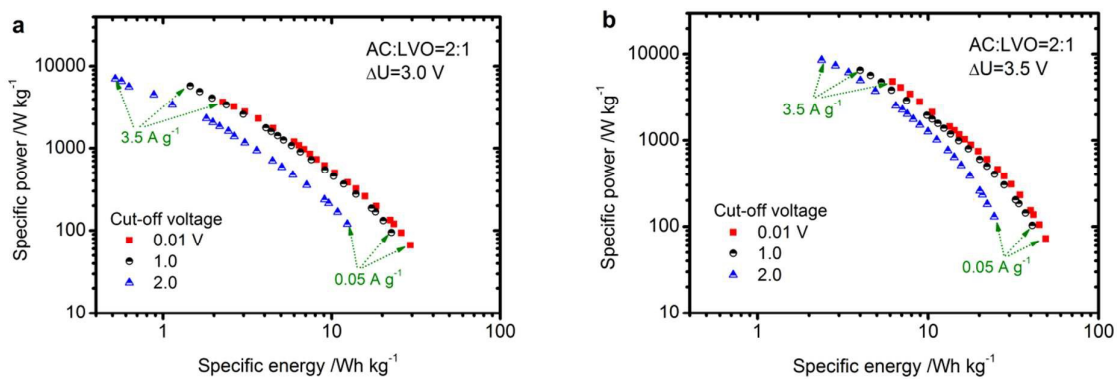 a
AC:LVO=2:1
ΔU=3.0 V
Specific power /W kg⁻¹
10000
1000
100
10
3.5 A g⁻¹
Cut-off voltage
0.01 V
1.0
2.0
0.05 A g⁻¹
1
10
100
Specific energy /Wh kg⁻¹
b
AC:LVO=2:1
ΔU=3.5 V
Specific power /W kg⁻¹
10000
1000
100
10
3.5 A g⁻¹
Cut-off voltage
0.01 V
1.0
2.0
0.05 A g⁻¹
1
10
100
Specific energy /Wh kg⁻¹